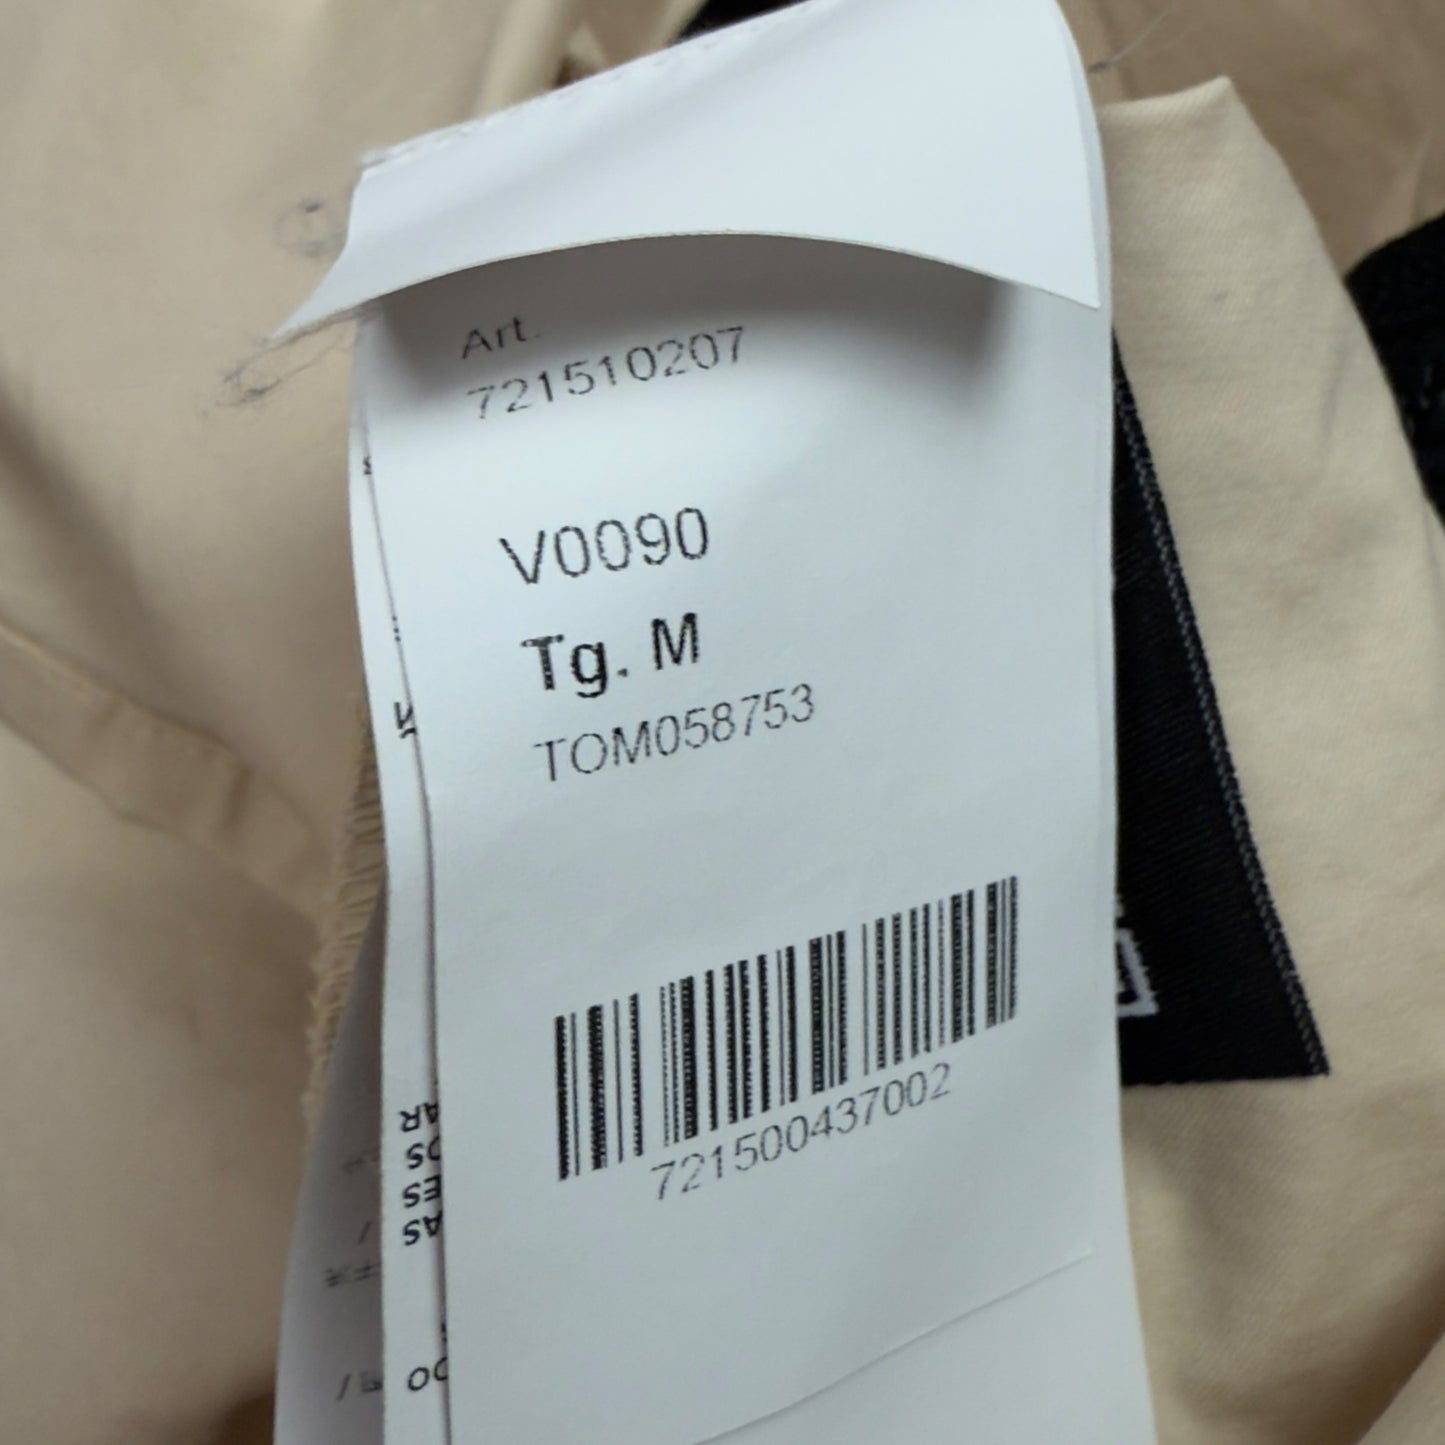 Art.
721510207
V0090
Tg. M
TOM058753
721500437002